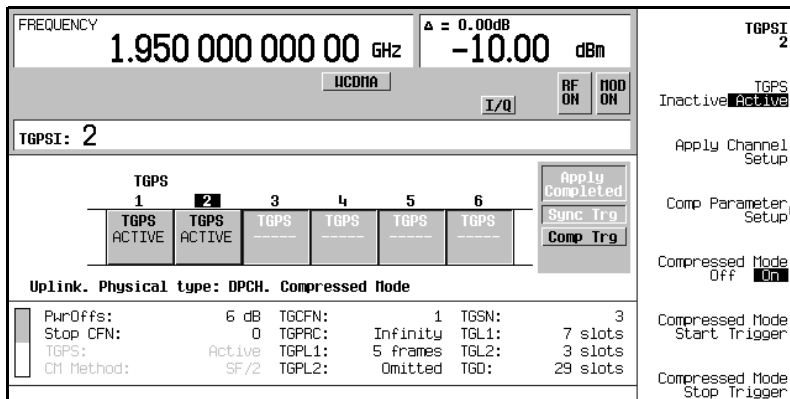 FREQUENCY
1.950 000 000 00 GHz
Δ = 0.00dB
-10.00 dBm
WCDMA
I/Q
RF ON
MOD ON
TGPSI: 2
TGPS
1 2 3 4 5 6
TGPS TGPS TGPS TGPS TGPS TGPS
ACTIVE ACTIVE ----- ----- ----- -----
Apply Completed
Sync Trg
Comp Trg
Uplink. Physical type: DPCH. Compressed Mode
PwrOffs: 6 dB TGCFN: 1 TGSN: 3
Stop CFN: 0 TGPRC: Infinity TGL1: 7 slots
TGPS: Active TGPL1: 5 frames TGL2: 3 slots
CM Method: SF/2 TGPL2: Omitted TGD: 29 slots
TGPSI
2
TGPS
Inactive Active
Apply Channel
Setup
Comp Parameter
Setup
Compressed Mode
Off On
Compressed Mode
Start Trigger
Compressed Mode
Stop Trigger